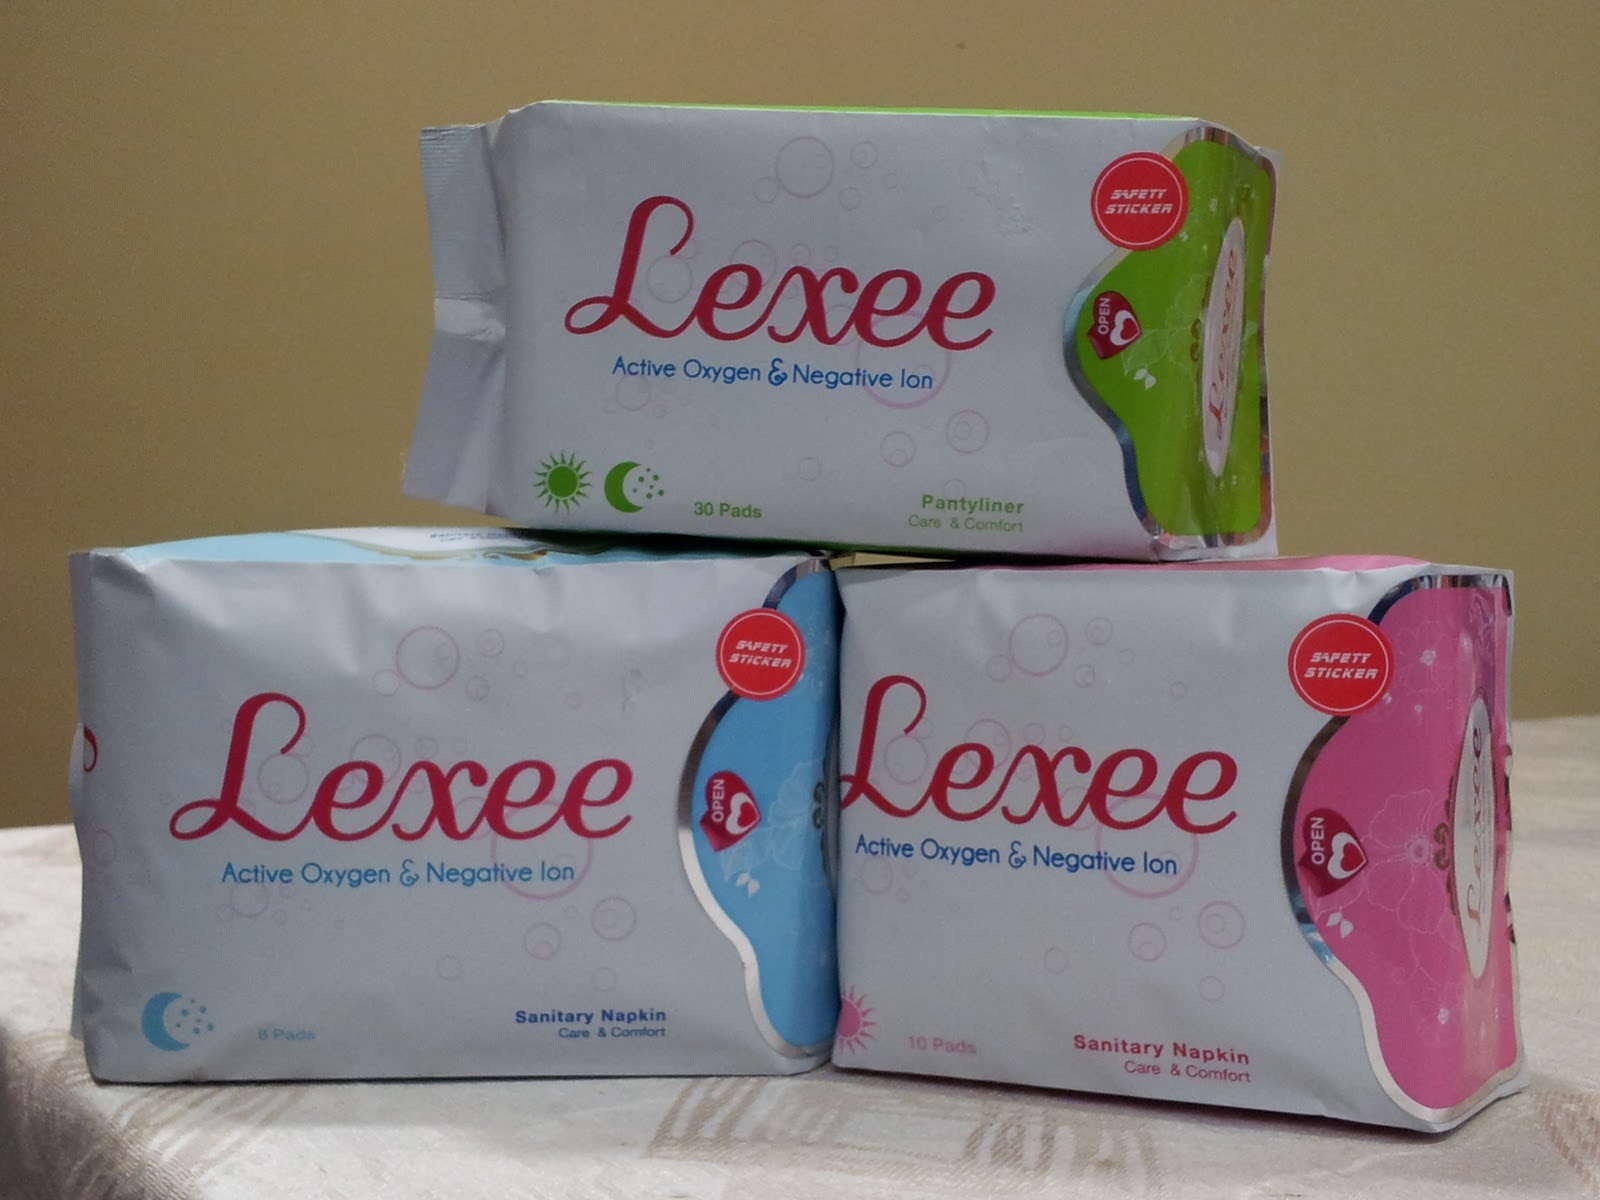 Lexee
Active Oxygen & Negative Ion
30 Pads
Pantyliner
Care & Comfort
SAFETY
STICKER
OPEN
Lexee
Lexee
Active Oxygen & Negative Ion
8 Pads
Sanitary Napkin
Care & Comfort
SAFETY
STICKER
OPEN
Lexee
Active Oxygen & Negative Ion
10 Pads
Sanitary Napkin
Care & Comfort
SAFETY
STICKER
OPEN
Lexee